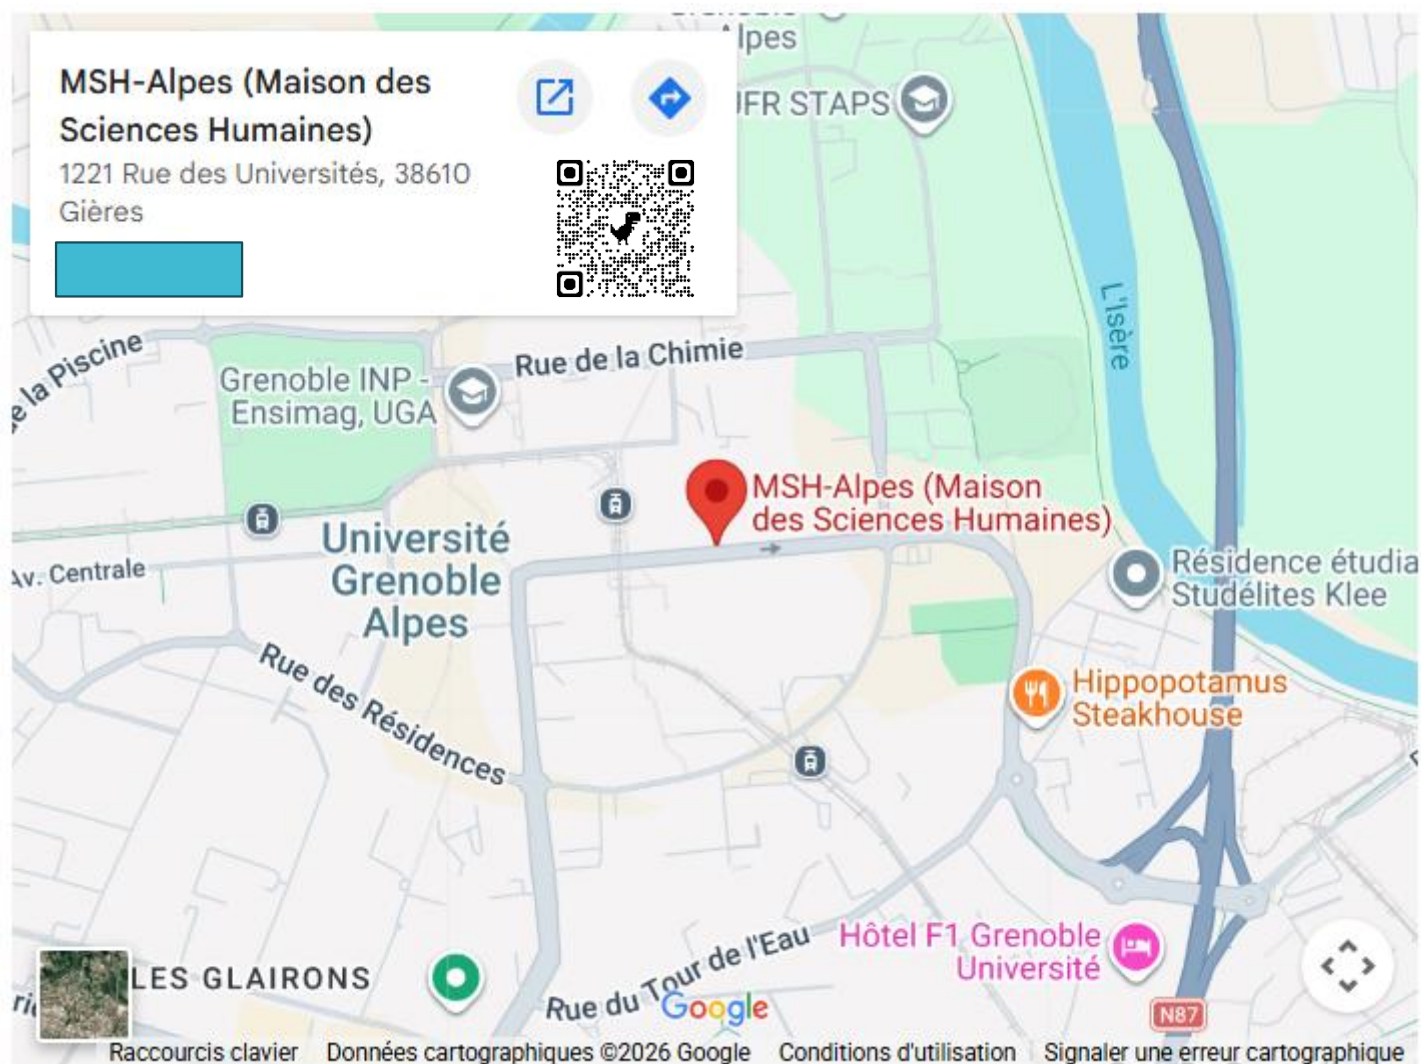 Alpes
MSH-Alpes (Maison des
Sciences Humaines)
1221 Rue des Universités, 38610
Gières
UFR STAPS
L'Isère
de la Piscine
Rue de la Chimie
Grenoble INP -
Ensimag, UGA
MSH-Alpes (Maison
des Sciences Humaines)
Université
Grenoble
Alpes
Av. Centrale
Résidence étudia
Studélites Klee
Rue des Résidences
Hippopotamus
Steakhouse
Hôtel F1 Grenoble
Université
LES GLAIRONS
Rue du Tour de l'Eau
Google
N87
Raccourcis clavier Données cartographiques ©2026 Google Conditions d'utilisation Signaler une erreur cartographique